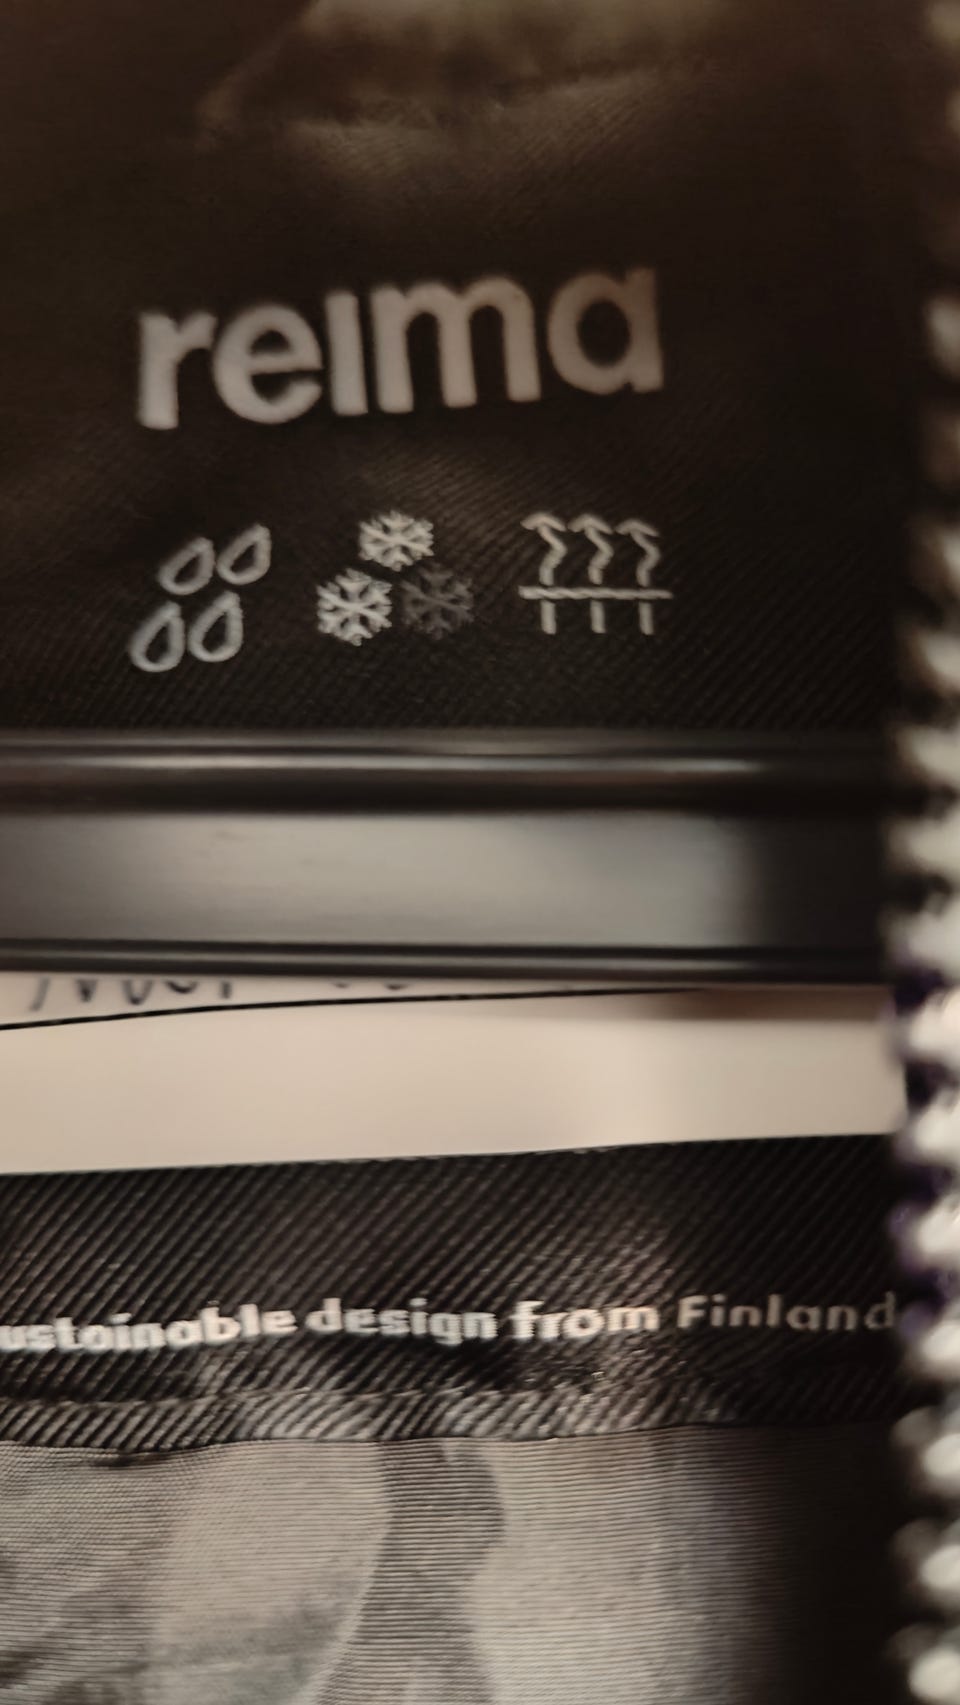 reima
ustainable design from Finland